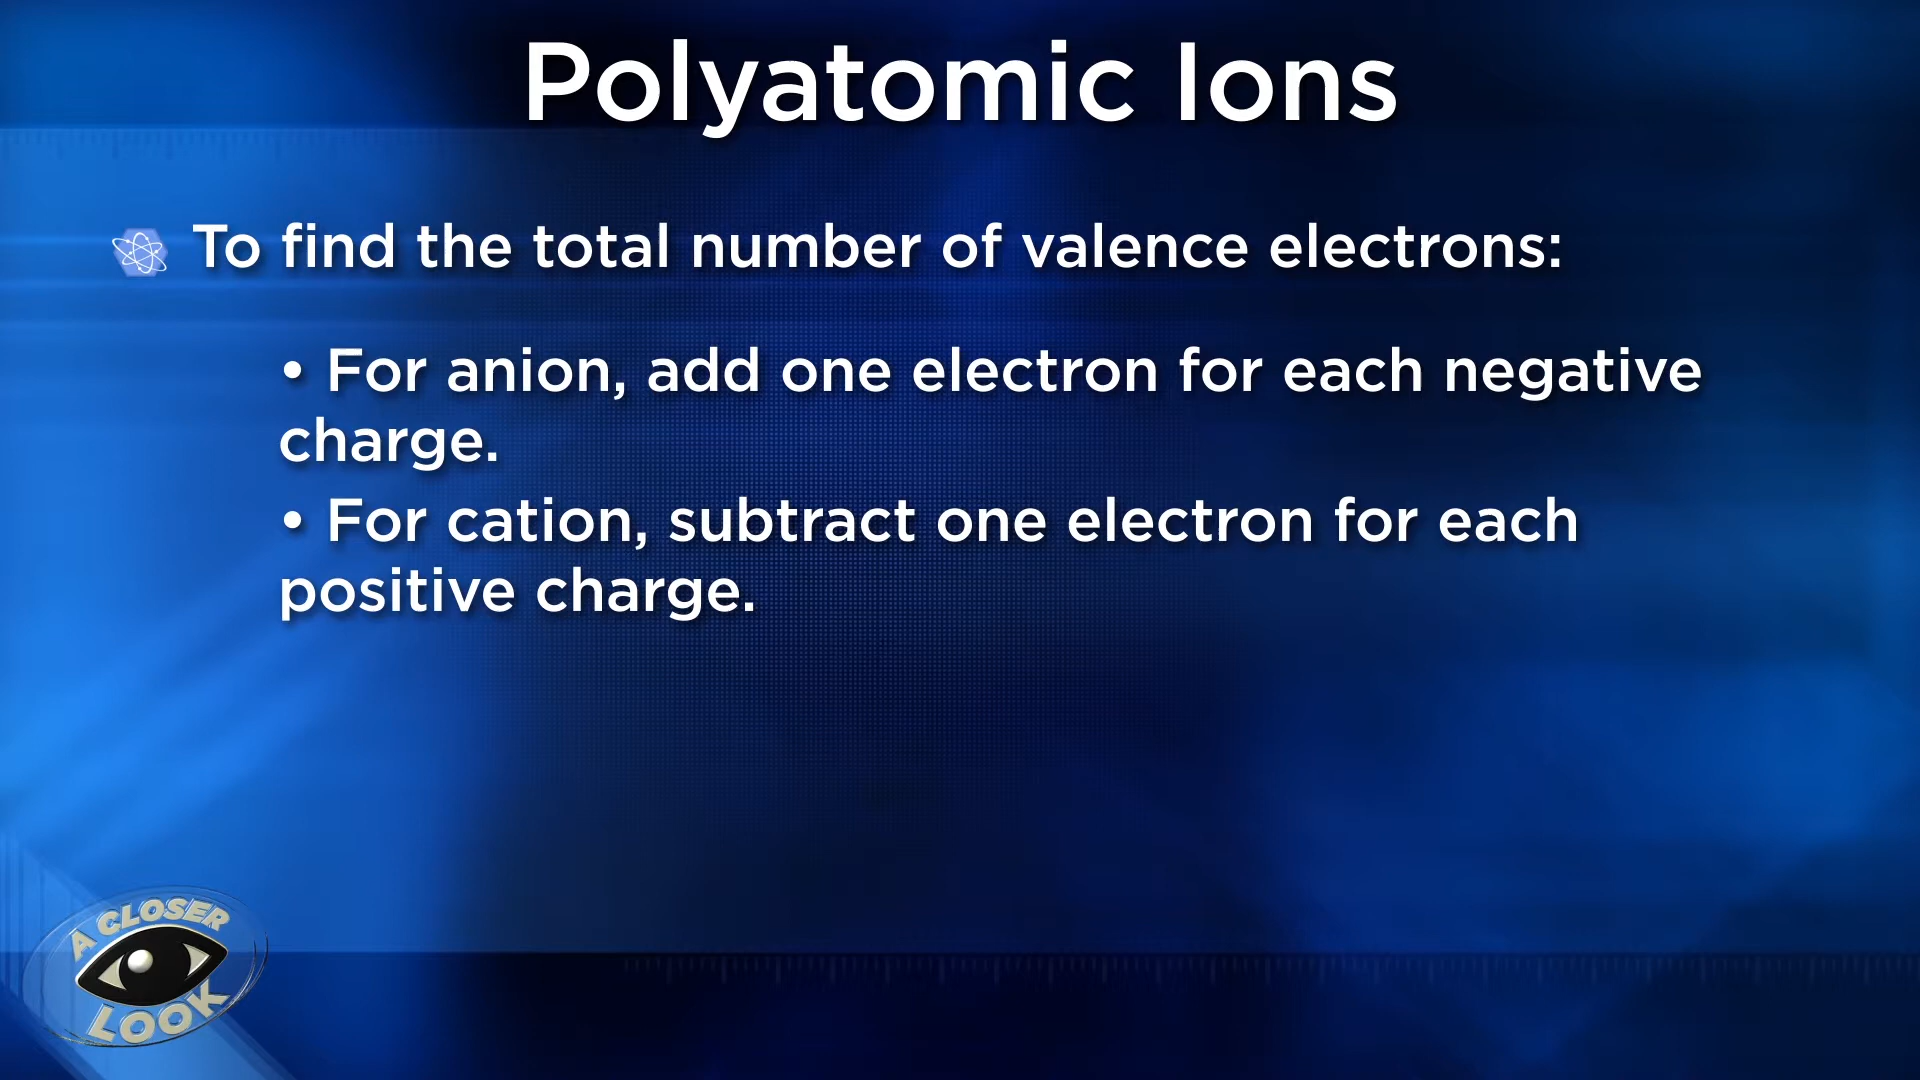 Polyatomic Ions
To find the total number of valence electrons:
• For anion, add one electron for each negative
charge.
• For cation, subtract one electron for each
positive charge.
A CLOSER
LOOK